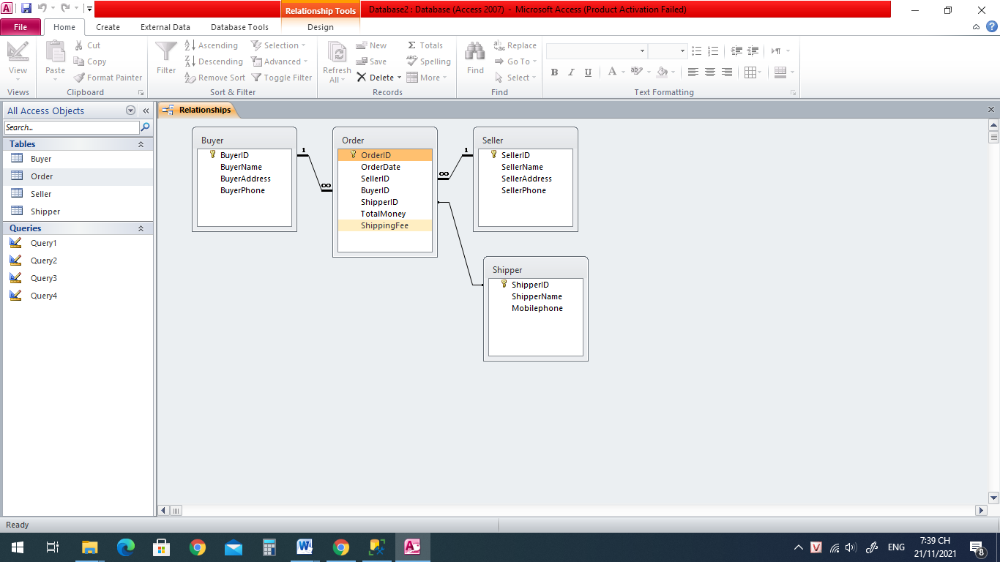 Relationship Tools
Database2 : Database (Access 2007) - Microsoft Access (Product Activation Failed)
File Home Create External Data Database Tools Design
View
Views
Paste
Cut
Copy
Format Painter
Clipboard
Filter
Ascending
Descending
Remove Sort
Selection
Advanced
Toggle Filter
Sort & Filter
Refresh
All
New
Save
Delete
Totals
Spelling
More
Records
Find
Replace
Go To
Select
Find
B I U A ab
Text Formatting
All Access Objects
Search...
Tables
Buyer
Order
Seller
Shipper
Queries
Query1
Query2
Query3
Query4
Relationships
Buyer
BuyerID
BuyerName
BuyerAddress
BuyerPhone
1
∞
Order
OrderID
OrderDate
SellerID
BuyerID
ShipperID
TotalMoney
ShippingFee
∞
1
Seller
SellerID
SellerName
SellerAddress
SellerPhone
Shipper
ShipperID
ShipperName
Mobilephone
Ready
ENG
7:39 CH
21/11/2021
8